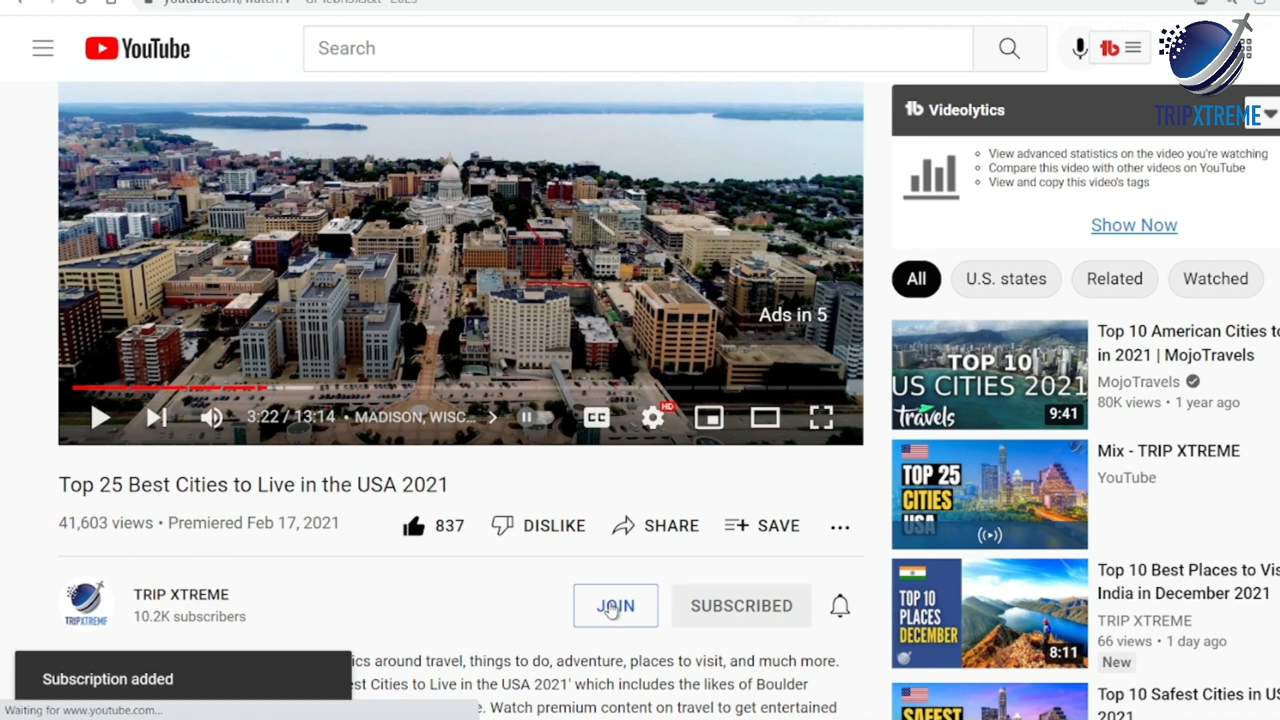 YouTube
Search
TRIPXTREME
Videolytics
View advanced statistics on the video you're watching
Compare this video with other videos on YouTube
View and copy this video's tags
Show Now
All
U.S. states
Related
Watched
Ads in 5
3:22 / 13:14 • MADISON, WISC...
CC
HD
Top 25 Best Cities to Live in the USA 2021
41,603 views • Premiered Feb 17, 2021
837
DISLIKE
SHARE
SAVE
TRIP XTREME
10.2K subscribers
JOIN
SUBSCRIBED
TRIPXTREME
ics around travel, things to do, adventure, places to visit, and much more.
st Cities to Live in the USA 2021' which includes the likes of Boulder
e. Watch premium content on travel to get entertained
Subscription added
Waiting for www.youtube.com...
TOP 10
US CITIES 2021
travels
9:41
Top 10 American Cities to
in 2021 | MojoTravels
MojoTravels
80K views • 1 year ago
TOP 25
CITIES
USA
Mix - TRIP XTREME
YouTube
TOP 10
PLACES
DECEMBER
8:11
Top 10 Best Places to Vis
India in December 2021
TRIP XTREME
66 views • 1 day ago
New
SAFEST
Top 10 Safest Cities in US
2021